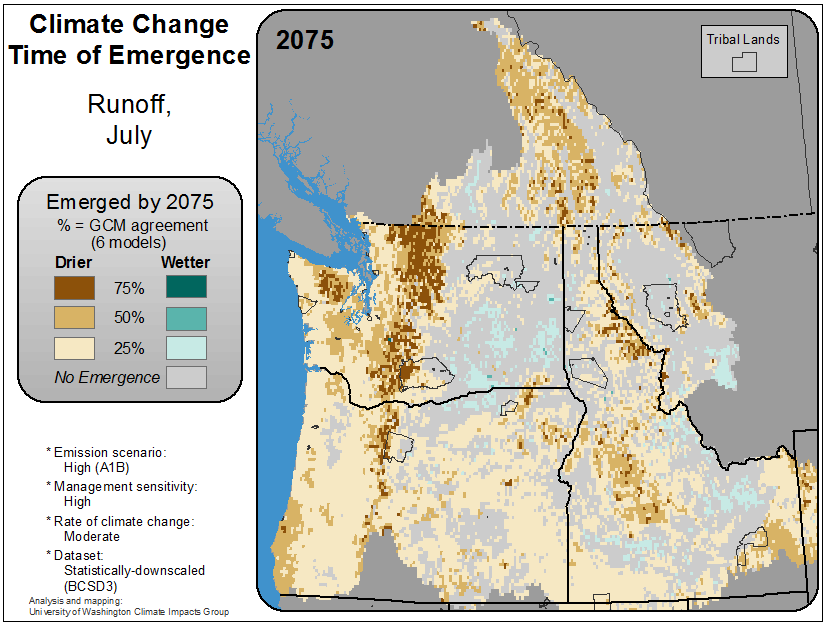 Climate Change
Time of Emergence
Runoff,
July
Emerged by 2075
% = GCM agreement
(6 models)
Drier Wetter
75%
50%
25%
No Emergence
* Emission scenario:
High (A1B)
* Management sensitivity:
High
* Rate of climate change:
Moderate
* Dataset:
Statistically-downscaled
(BCSD3)
Analysis and mapping:
University of Washington Climate Impacts Group
2075
Tribal Lands